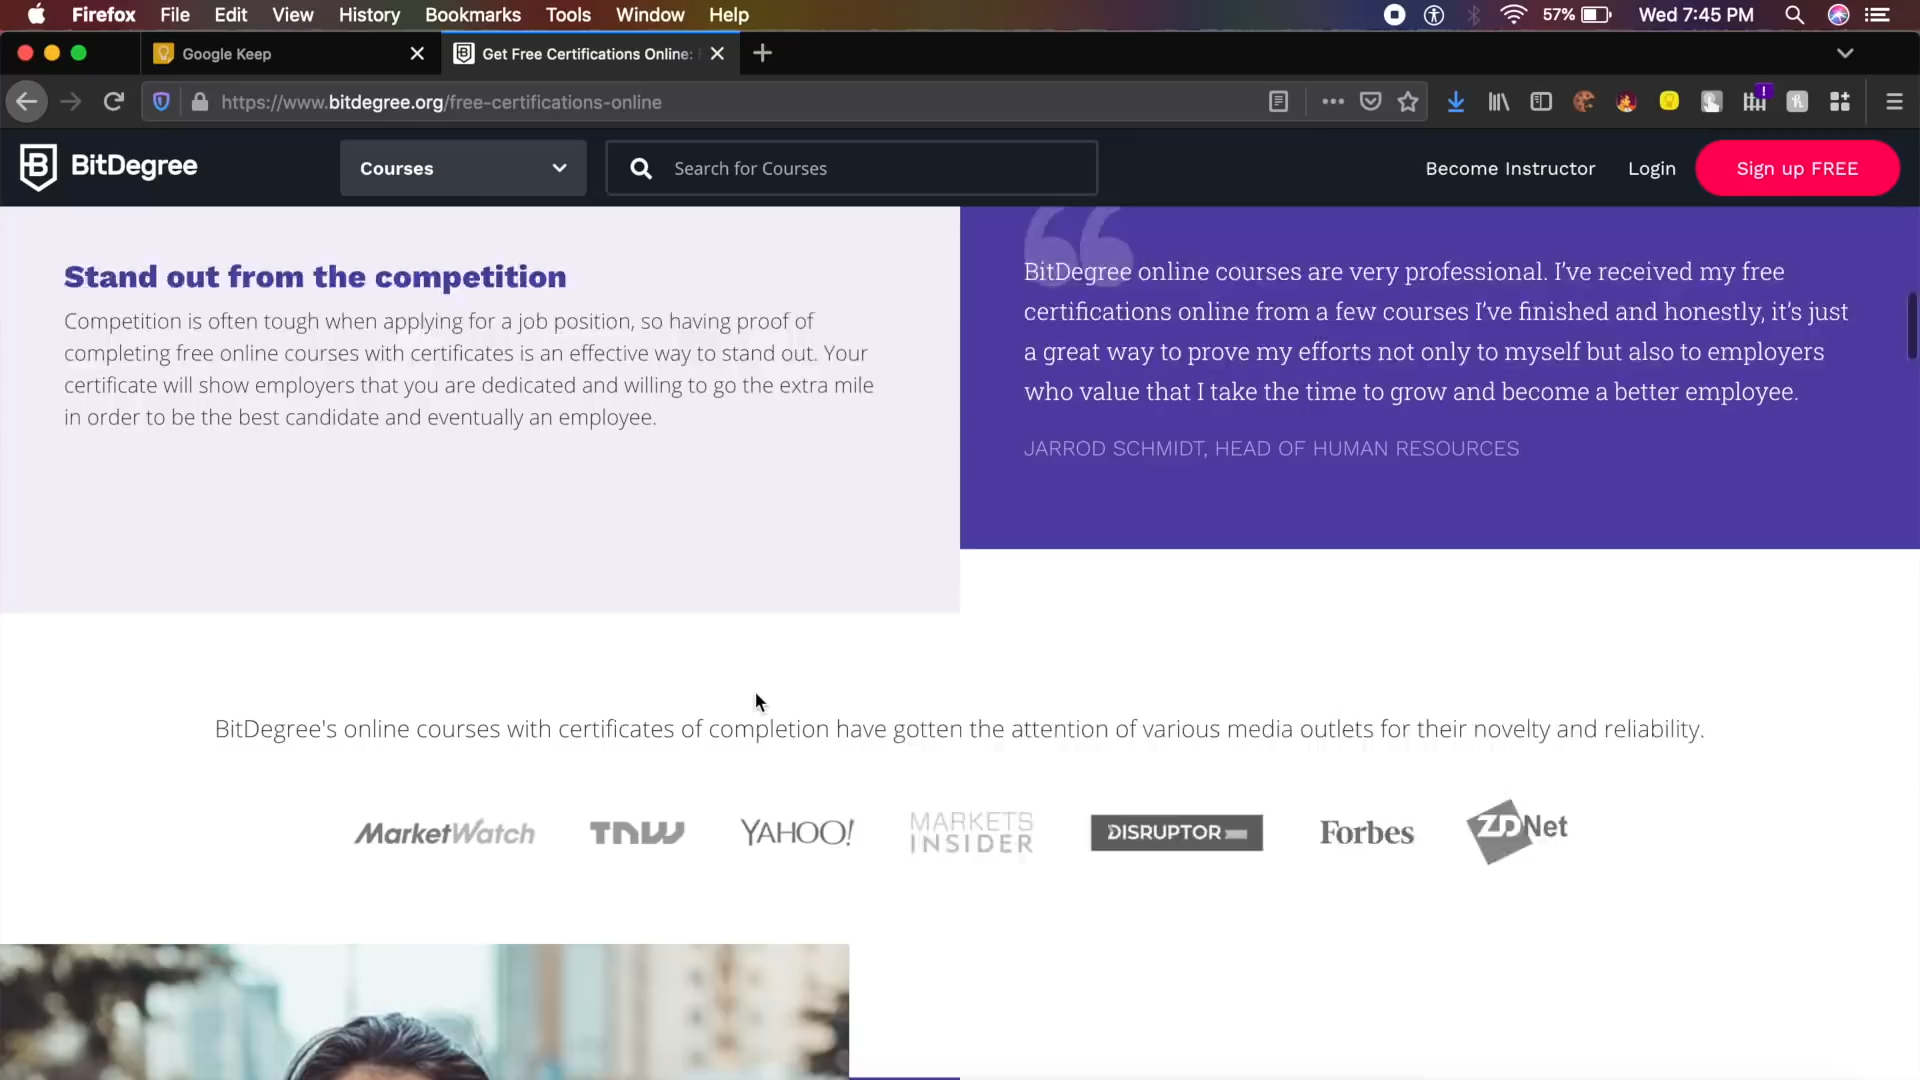 Firefox File Edit View History Bookmarks Tools Window Help 57% Wed 7:45 PM
Google Keep
Get Free Certifications Online:
https://www.bitdegree.org/free-certifications-online
BitDegree
Courses
Search for Courses
Become Instructor
Login
Sign up FREE
Stand out from the competition
Competition is often tough when applying for a job position, so having proof of
completing free online courses with certificates is an effective way to stand out. Your
certificate will show employers that you are dedicated and willing to go the extra mile
in order to be the best candidate and eventually an employee.
BitDegree online courses are very professional. I've received my free
certifications online from a few courses I've finished and honestly, it's just
a great way to prove my efforts not only to myself but also to employers
who value that I take the time to grow and become a better employee.
JARROD SCHMIDT, HEAD OF HUMAN RESOURCES
BitDegree's online courses with certificates of completion have gotten the attention of various media outlets for their novelty and reliability.
MarketWatch
TNW
YAHOO!
MARKETS
INSIDER
DISRUPTOR
Forbes
ZDNet